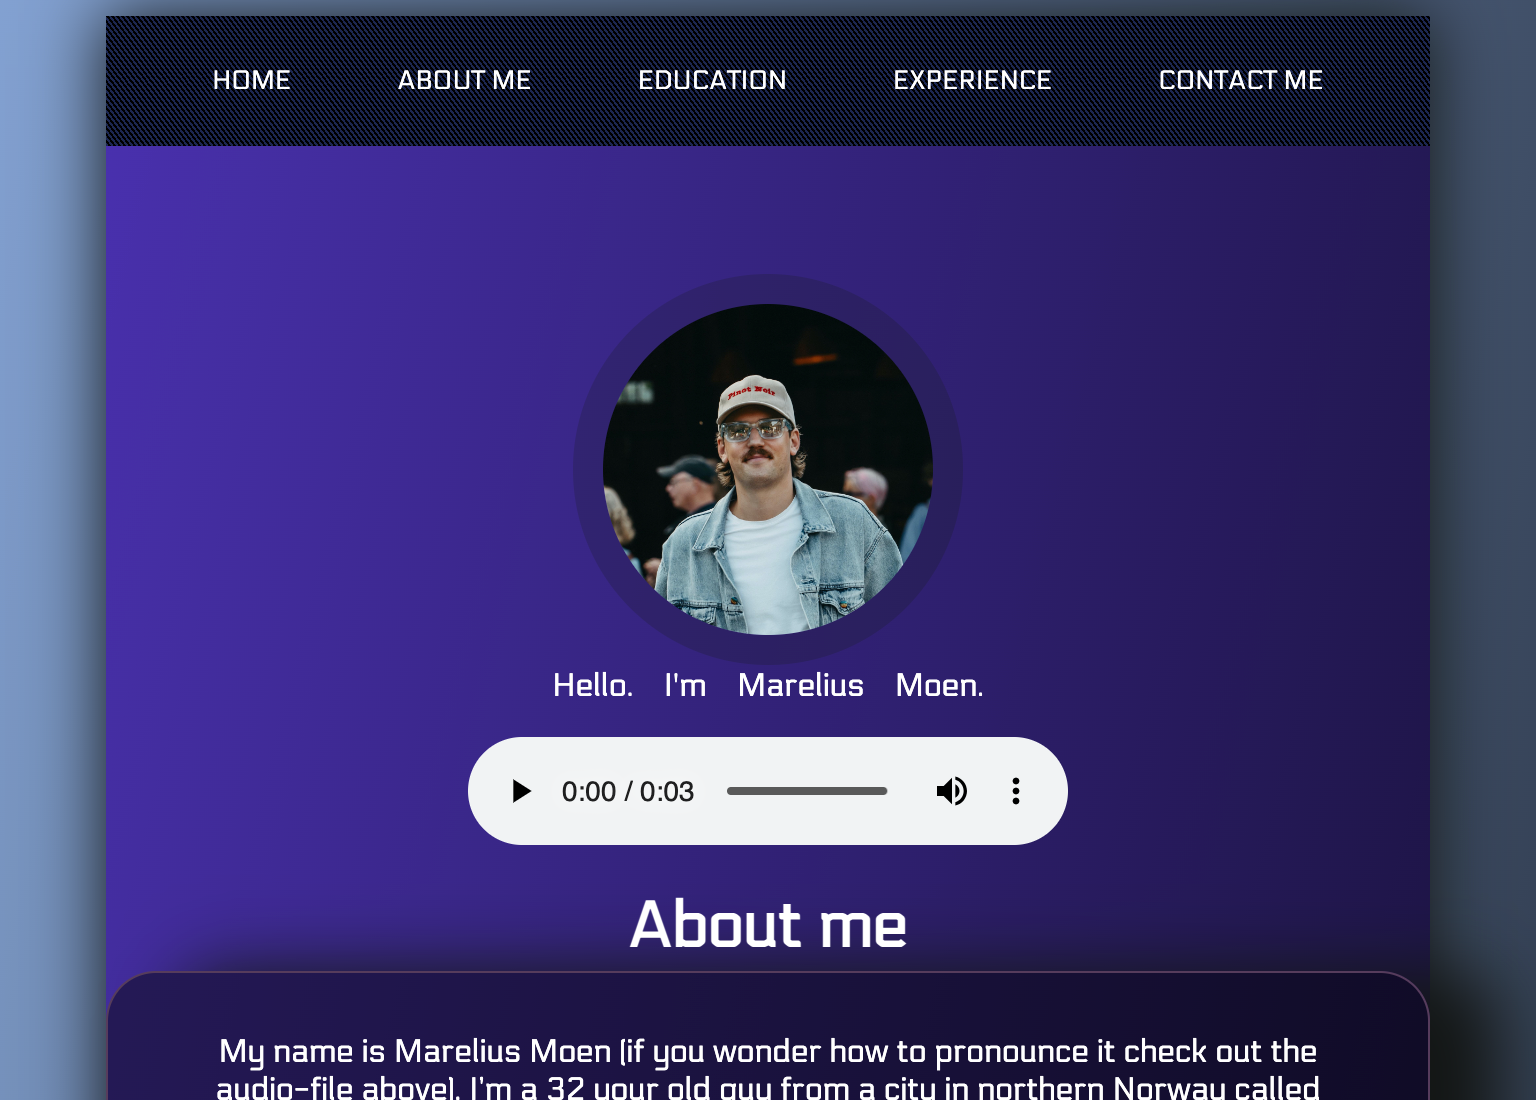 HOME ABOUT ME EDUCATION EXPERIENCE CONTACT ME
Pinot Noir
Hello. I'm Marelius Moen.
0:00 / 0:03
About me
My name is Marelius Moen (if you wonder how to pronounce it check out the
audio-file above). I'm a 32 your old guy from a city in northern Norway called